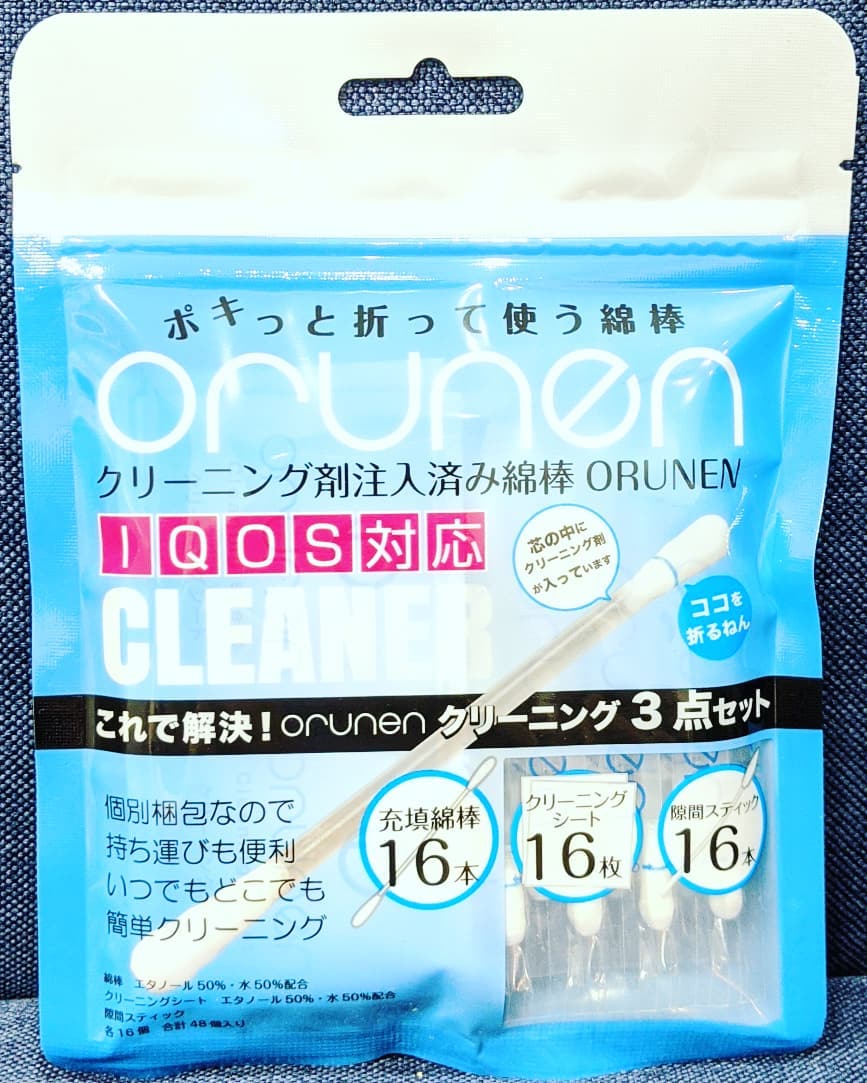 ポキっと折って使う綿棒
orunen
クリーニング剤注入済み綿棒 ORUNEN
IQOS対応
CLEANER
芯の中に
クリーニング剤
が入っています
ココを
折るねん
これで解決!orunen クリーニング 3点セット
個別梱包なので
持ち運びも便利
いつでもどこでも
簡単クリーニング
充填綿棒
16本
クリーニング
シート
16枚
隙間スティック
16本
綿棒 エタノール50%・水50%配合
クリーニングシート エタノール50%・水50%配合
隙間スティック
各16個 合計48個入り